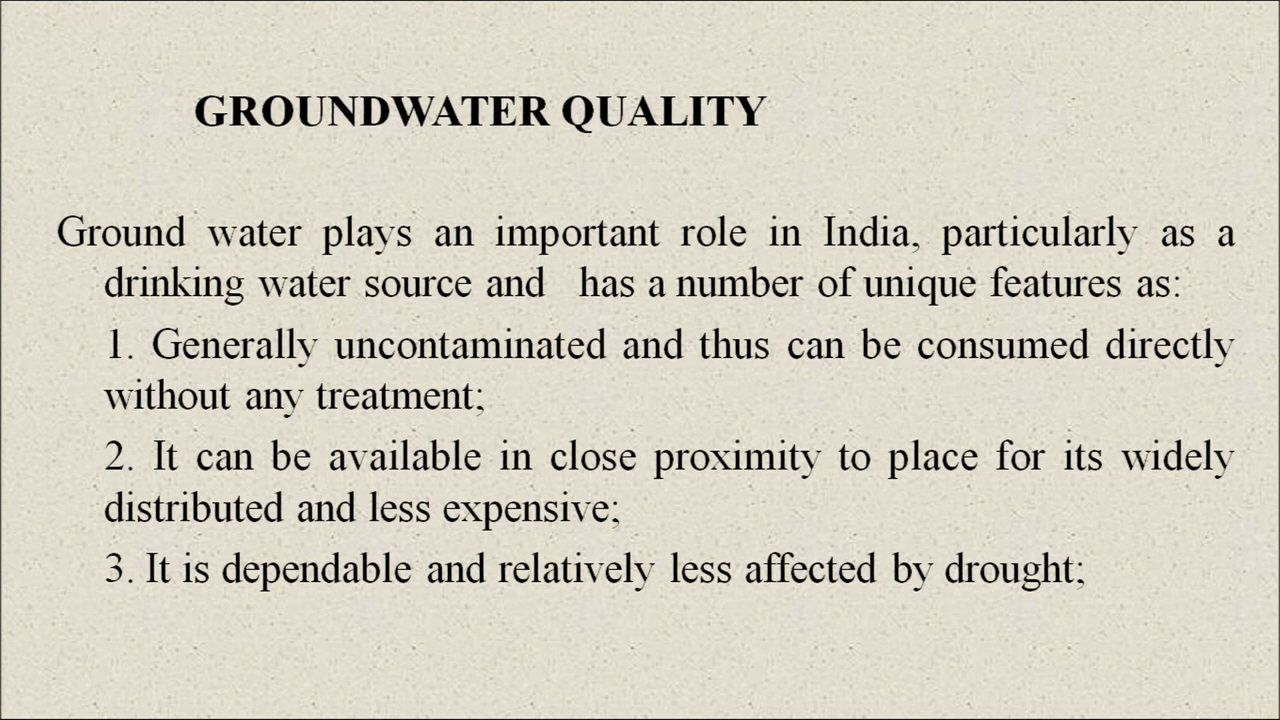 GROUNDWATER QUALITY
Ground water plays an important role in India, particularly as a
drinking water source and has a number of unique features as:
1. Generally uncontaminated and thus can be consumed directly
without any treatment;
2. It can be available in close proximity to place for its widely
distributed and less expensive;
3. It is dependable and relatively less affected by drought;